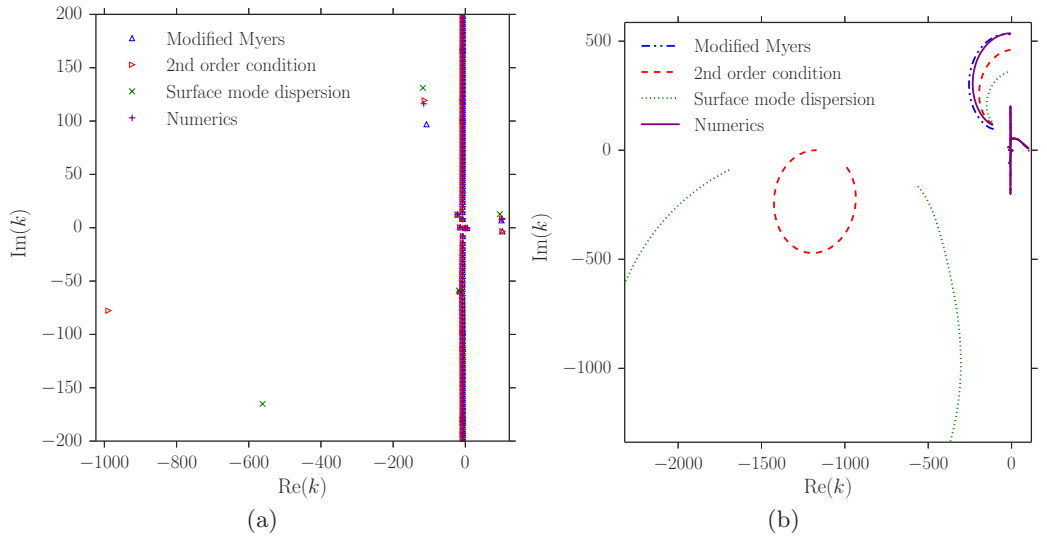 200
150
100
50
0
−50
−100
−150
−200
Im(k)
Modified Myers
2nd order condition
Surface mode dispersion
Numerics
−1000
−800
−600
−400
−200
0
Re(k)
(a)
500
0
−500
−1000
Im(k)
Modified Myers
2nd order condition
Surface mode dispersion
Numerics
−2000
−1500
−1000
−500
0
Re(k)
(b)